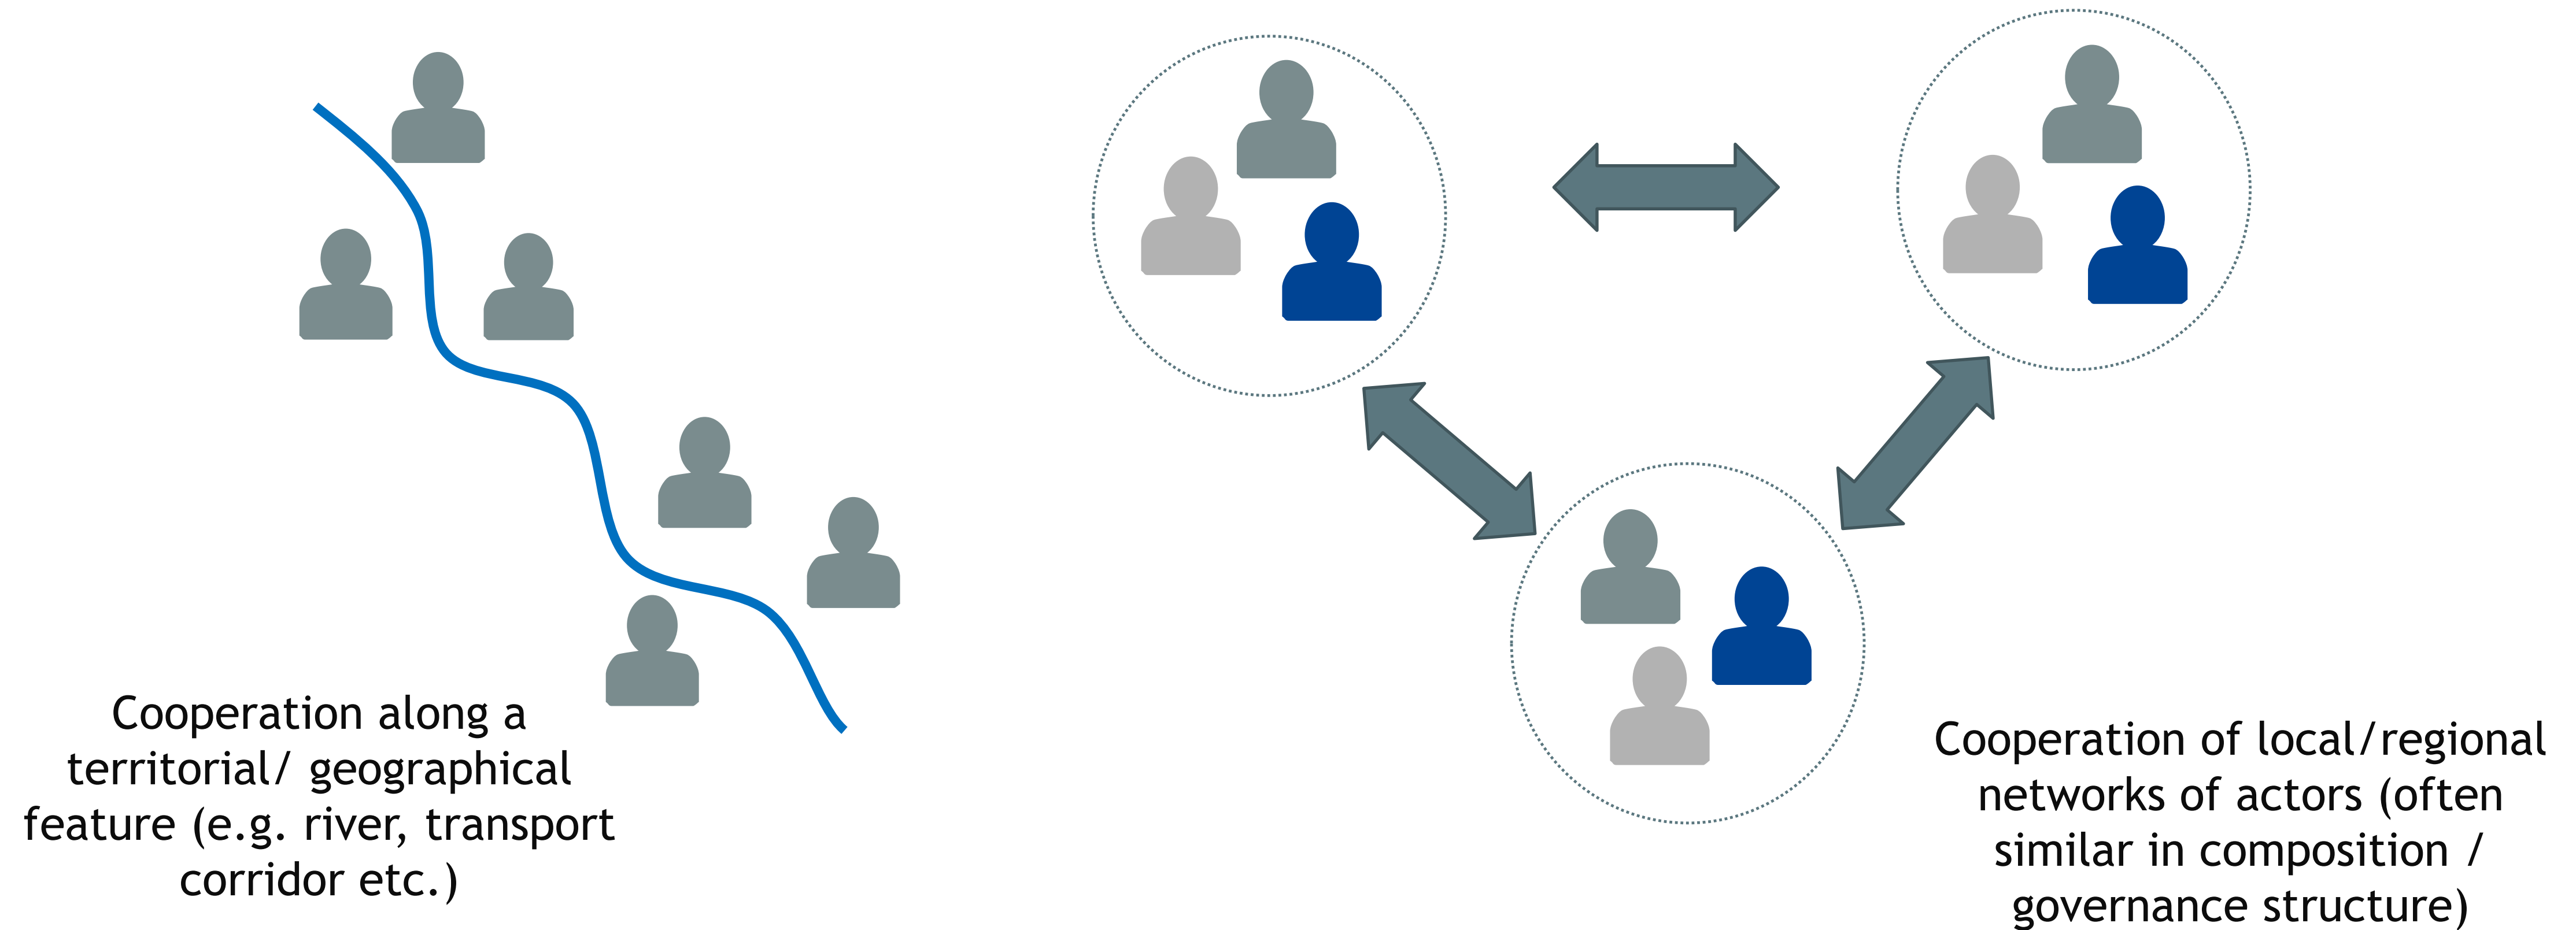 Cooperation along a
territorial/ geographical
feature (e.g. river, transport
corridor etc.)
Cooperation of local/regional
networks of actors (often
similar in composition /
governance structure)